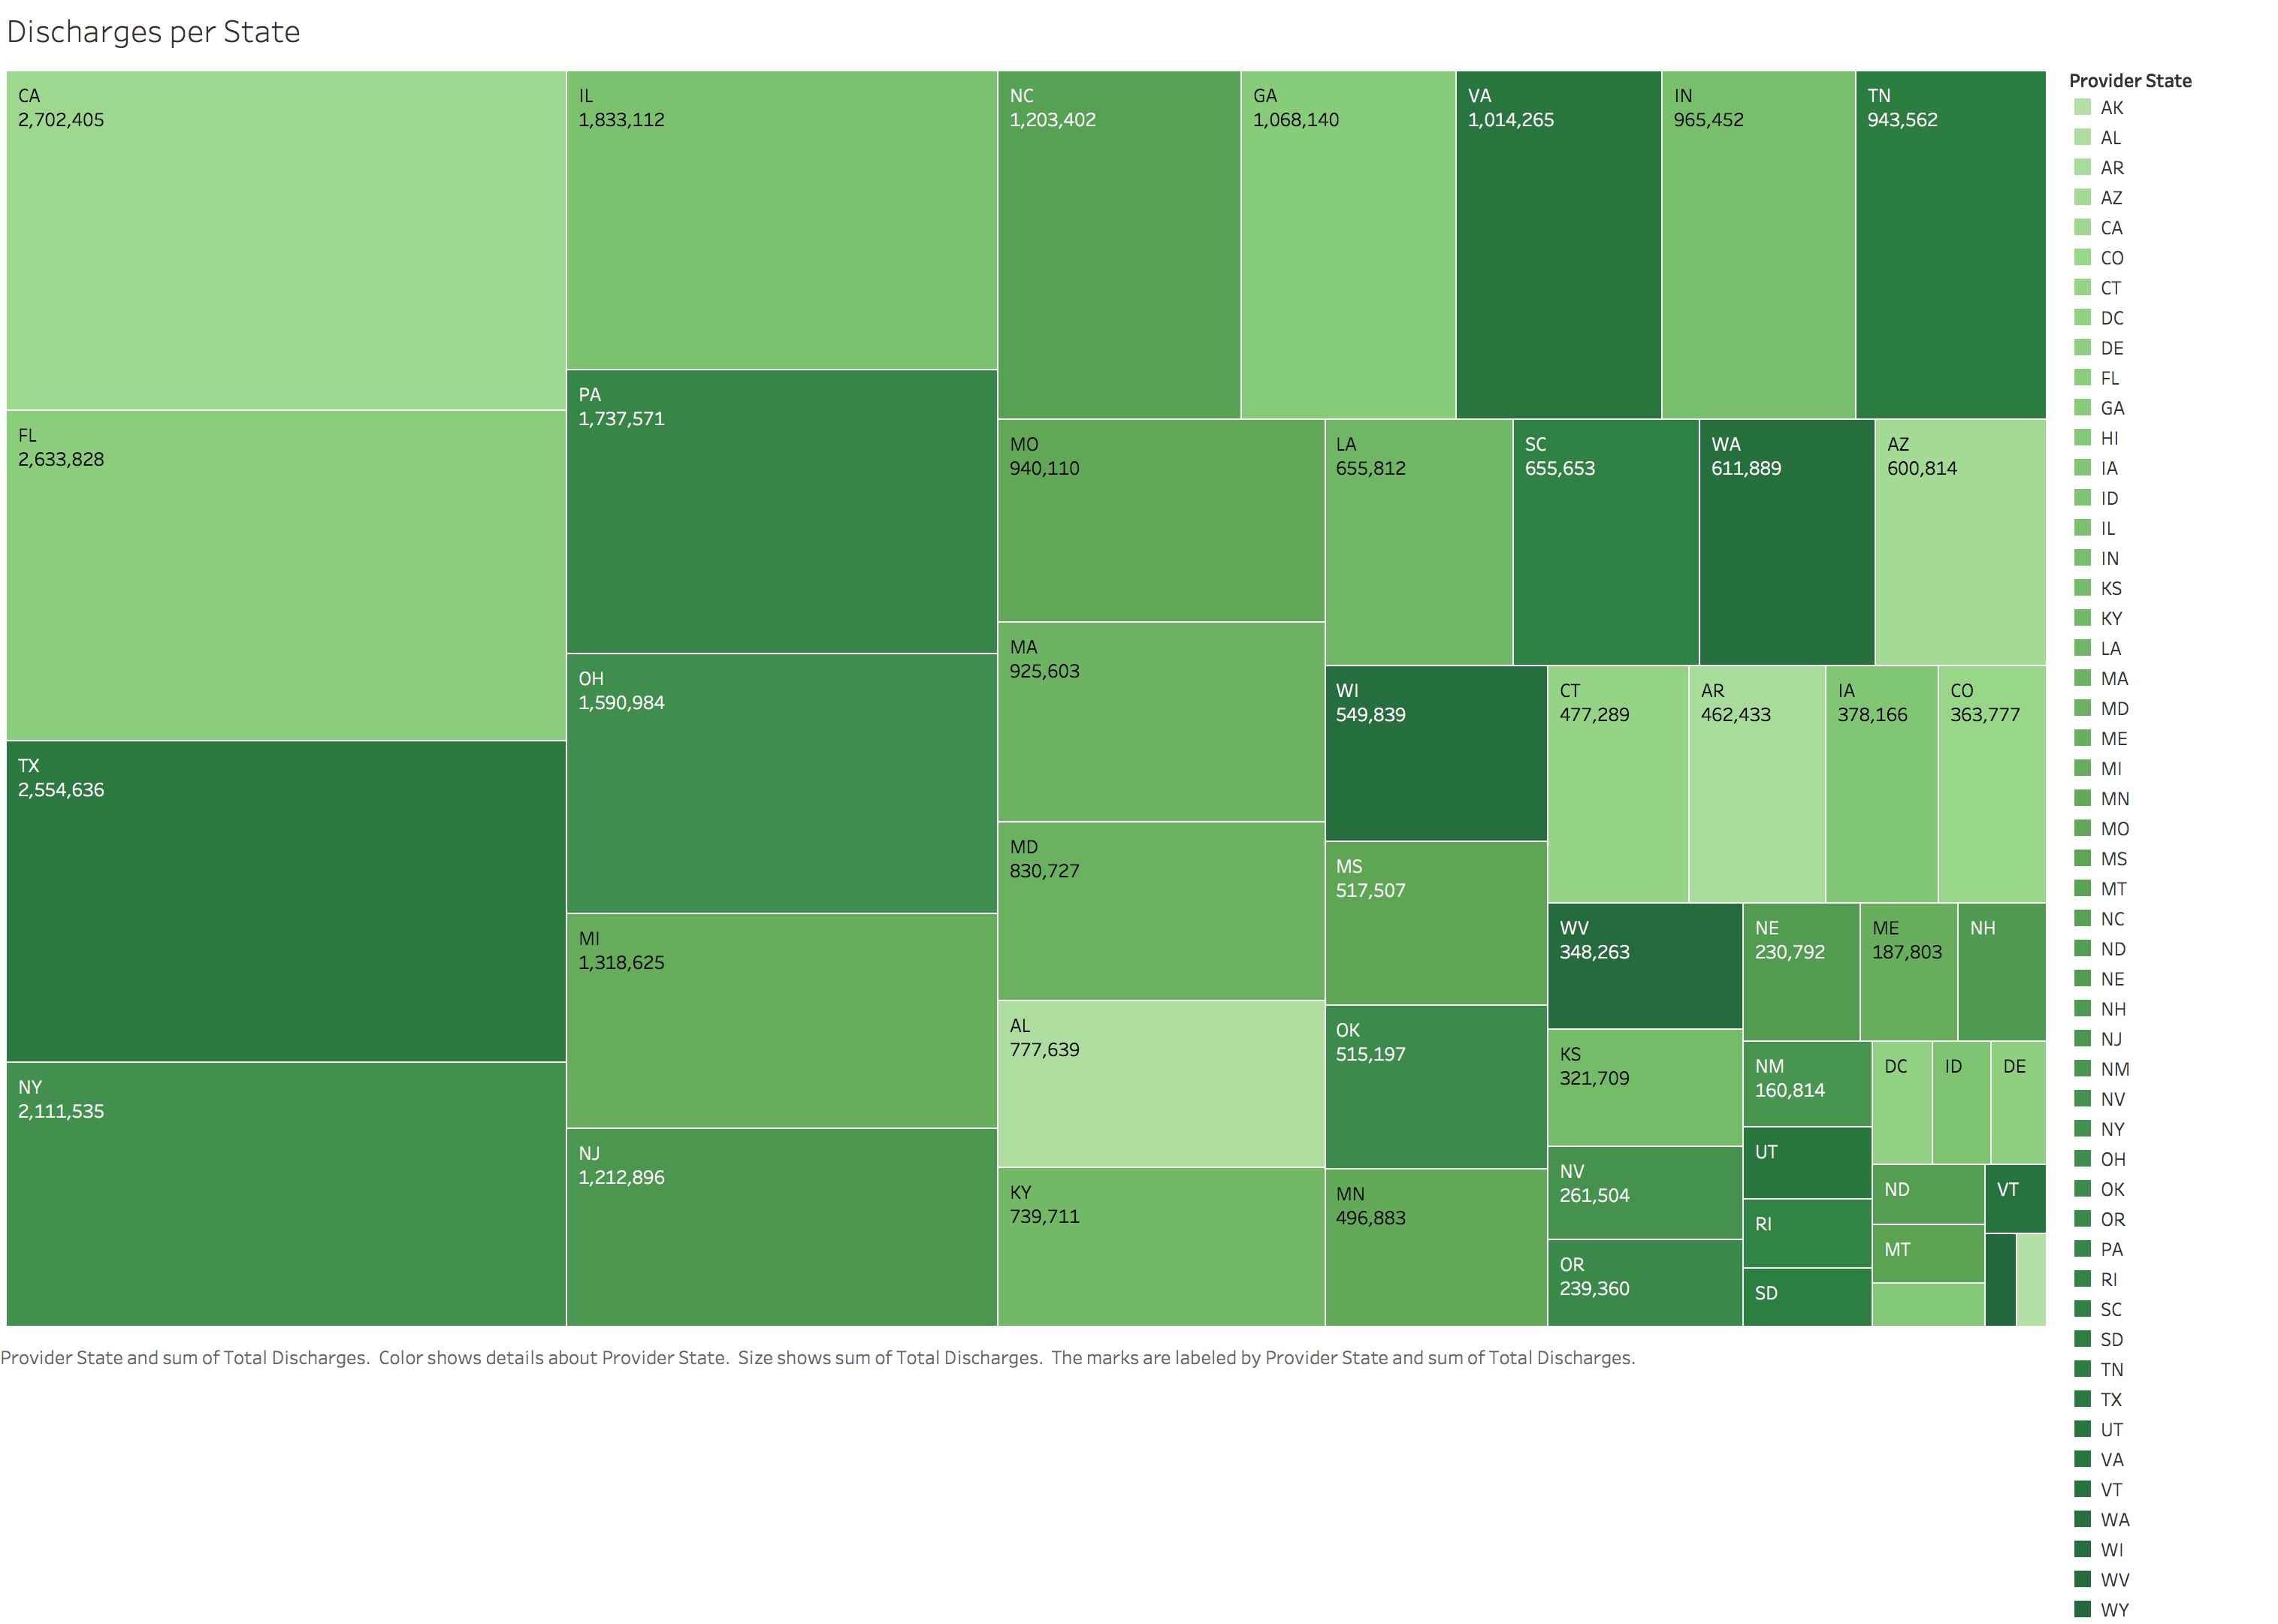 Discharges per State
CA
2,702,405
FL
2,633,828
TX
2,554,636
NY
2,111,535
IL
1,833,112
PA
1,737,571
OH
1,590,984
MI
1,318,625
NJ
1,212,896
NC
1,203,402
GA
1,068,140
VA
1,014,265
IN
965,452
TN
943,562
MO
940,110
MA
925,603
MD
830,727
AL
777,639
KY
739,711
LA
655,812
SC
655,653
WA
611,889
AZ
600,814
WI
549,839
MS
517,507
OK
515,197
MN
496,883
CT
477,289
AR
462,433
IA
378,166
CO
363,777
WV
348,263
KS
321,709
NV
261,504
OR
239,360
NE
230,792
ME
187,803
NH
NM
160,814
UT
RI
SD
DC
ID
DE
ND
MT
VT
Provider State
AK
AL
AR
AZ
CA
CO
CT
DC
DE
FL
GA
HI
IA
ID
IL
IN
KS
KY
LA
MA
MD
ME
MI
MN
MO
MS
MT
NC
ND
NE
NH
NJ
NM
NV
NY
OH
OK
OR
PA
RI
SC
SD
TN
TX
UT
VA
VT
WA
WI
WV
WY
Provider State and sum of Total Discharges.  Color shows details about Provider State.  Size shows sum of Total Discharges.  The marks are labeled by Provider State and sum of Total Discharges.